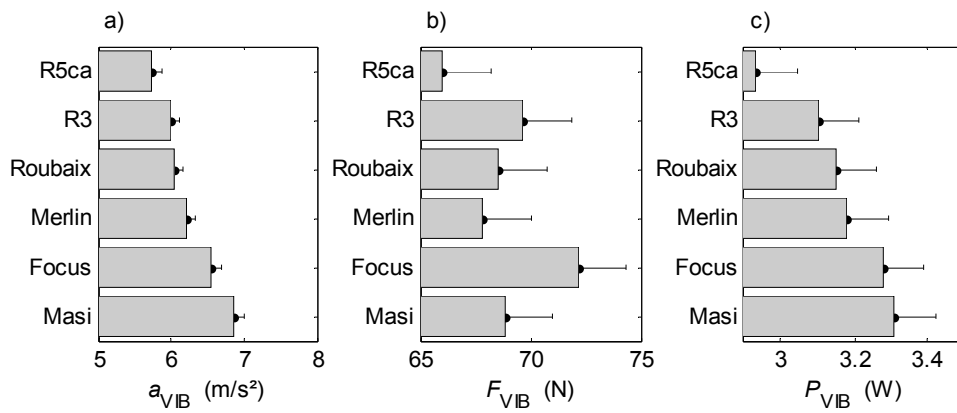 a)
R5ca
R3
Roubaix
Merlin
Focus
Masi
5 6 7 8
aVIB (m/s²)
b)
R5ca
R3
Roubaix
Merlin
Focus
Masi
65 70 75
FVIB (N)
c)
R5ca
R3
Roubaix
Merlin
Focus
Masi
3 3.2 3.4
PVIB (W)